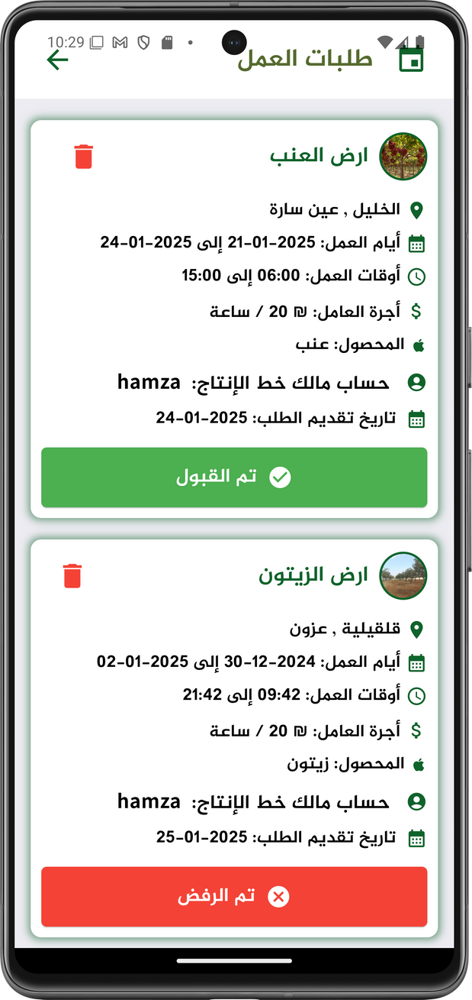 10:29
طلبات العمل
ارض العنب
الخليل , عين سارة
أيام العمل: 2025-01-21 إلى 2025-01-24
أوقات العمل: 06:00 إلى 15:00
أجرة العامل: ₪ 20 / ساعة
المحصول: عنب
حساب مالك خط الإنتاج: hamza
تاريخ تقديم الطلب: 2025-01-24
تم القبول
ارض الزيتون
قلقيلية , عزون
أيام العمل: 2024-12-30 إلى 2025-01-02
أوقات العمل: 09:42 إلى 21:42
أجرة العامل: ₪ 20 / ساعة
المحصول: زيتون
حساب مالك خط الإنتاج: hamza
تاريخ تقديم الطلب: 2025-01-25
تم الرفض